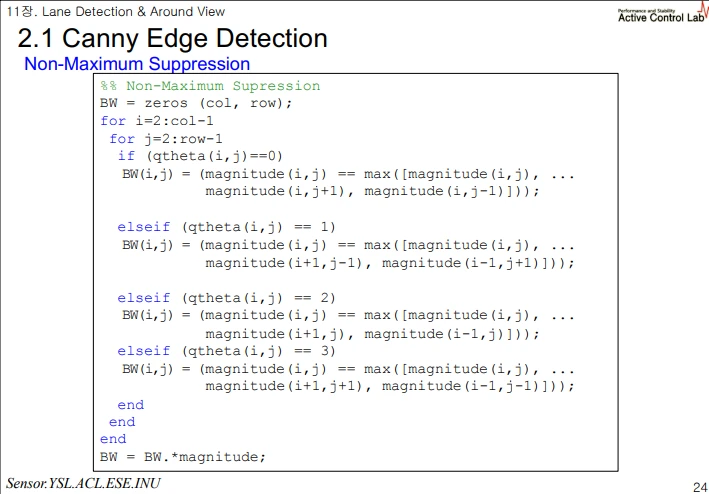 11장. Lane Detection & Around View
Performance and Stability
Active Control Lab
2.1 Canny Edge Detection
Non-Maximum Suppression
%% Non-Maximum Supression
BW = zeros (col, row);
for i=2:col-1
for j=2:row-1
if (qtheta(i,j)==0)
BW(i,j) = (magnitude(i,j) == max([magnitude(i,j), ...
magnitude(i,j+1), magnitude(i,j-1)]));
elseif (qtheta(i,j) == 1)
BW(i,j) = (magnitude(i,j) == max([magnitude(i,j), ...
magnitude(i+1,j-1), magnitude(i-1,j+1)]));
elseif (qtheta(i,j) == 2)
BW(i,j) = (magnitude(i,j) == max([magnitude(i,j), ...
magnitude(i+1,j), magnitude(i-1,j)]));
elseif (qtheta(i,j) == 3)
BW(i,j) = (magnitude(i,j) == max([magnitude(i,j), ...
magnitude(i+1,j+1), magnitude(i-1,j-1)]));
end
end
end
BW = BW.*magnitude;
Sensor.YSL.ACL.ESE.INU
24